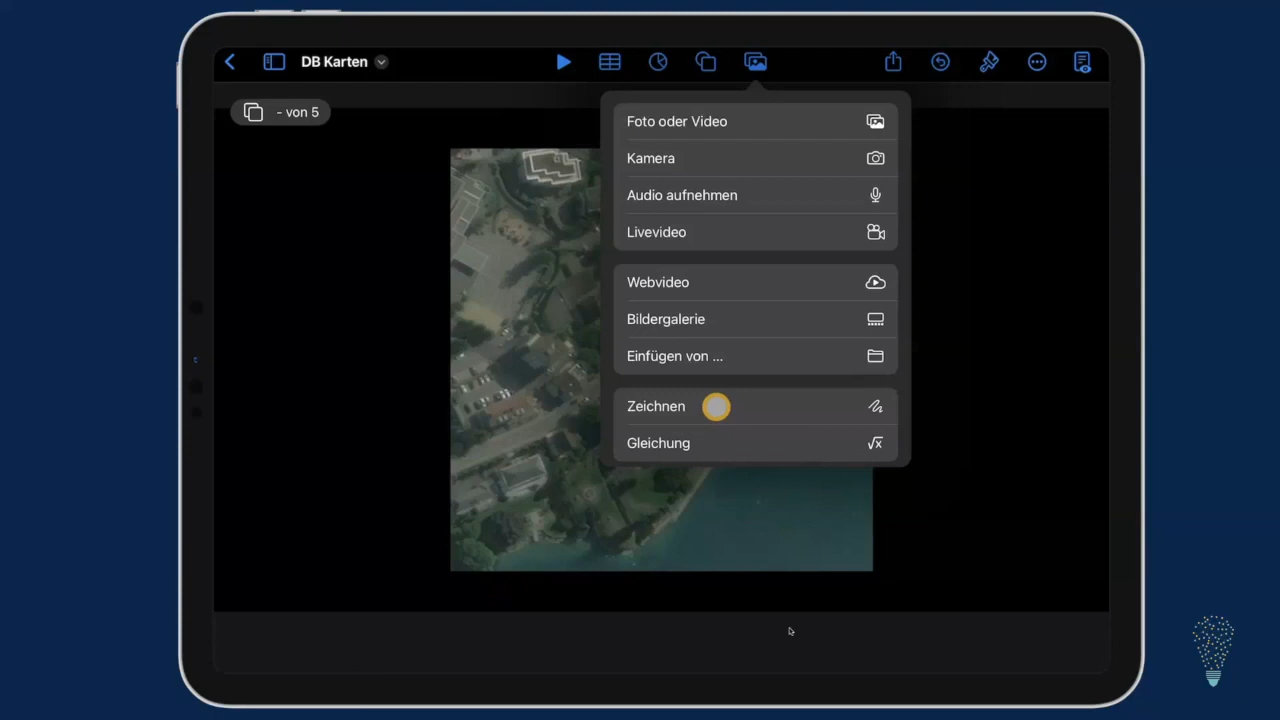 DB Karten
- von 5
Foto oder Video
Kamera
Audio aufnehmen
Livevideo
Webvideo
Bildergalerie
Einfügen von ...
Zeichnen
Gleichung
√x